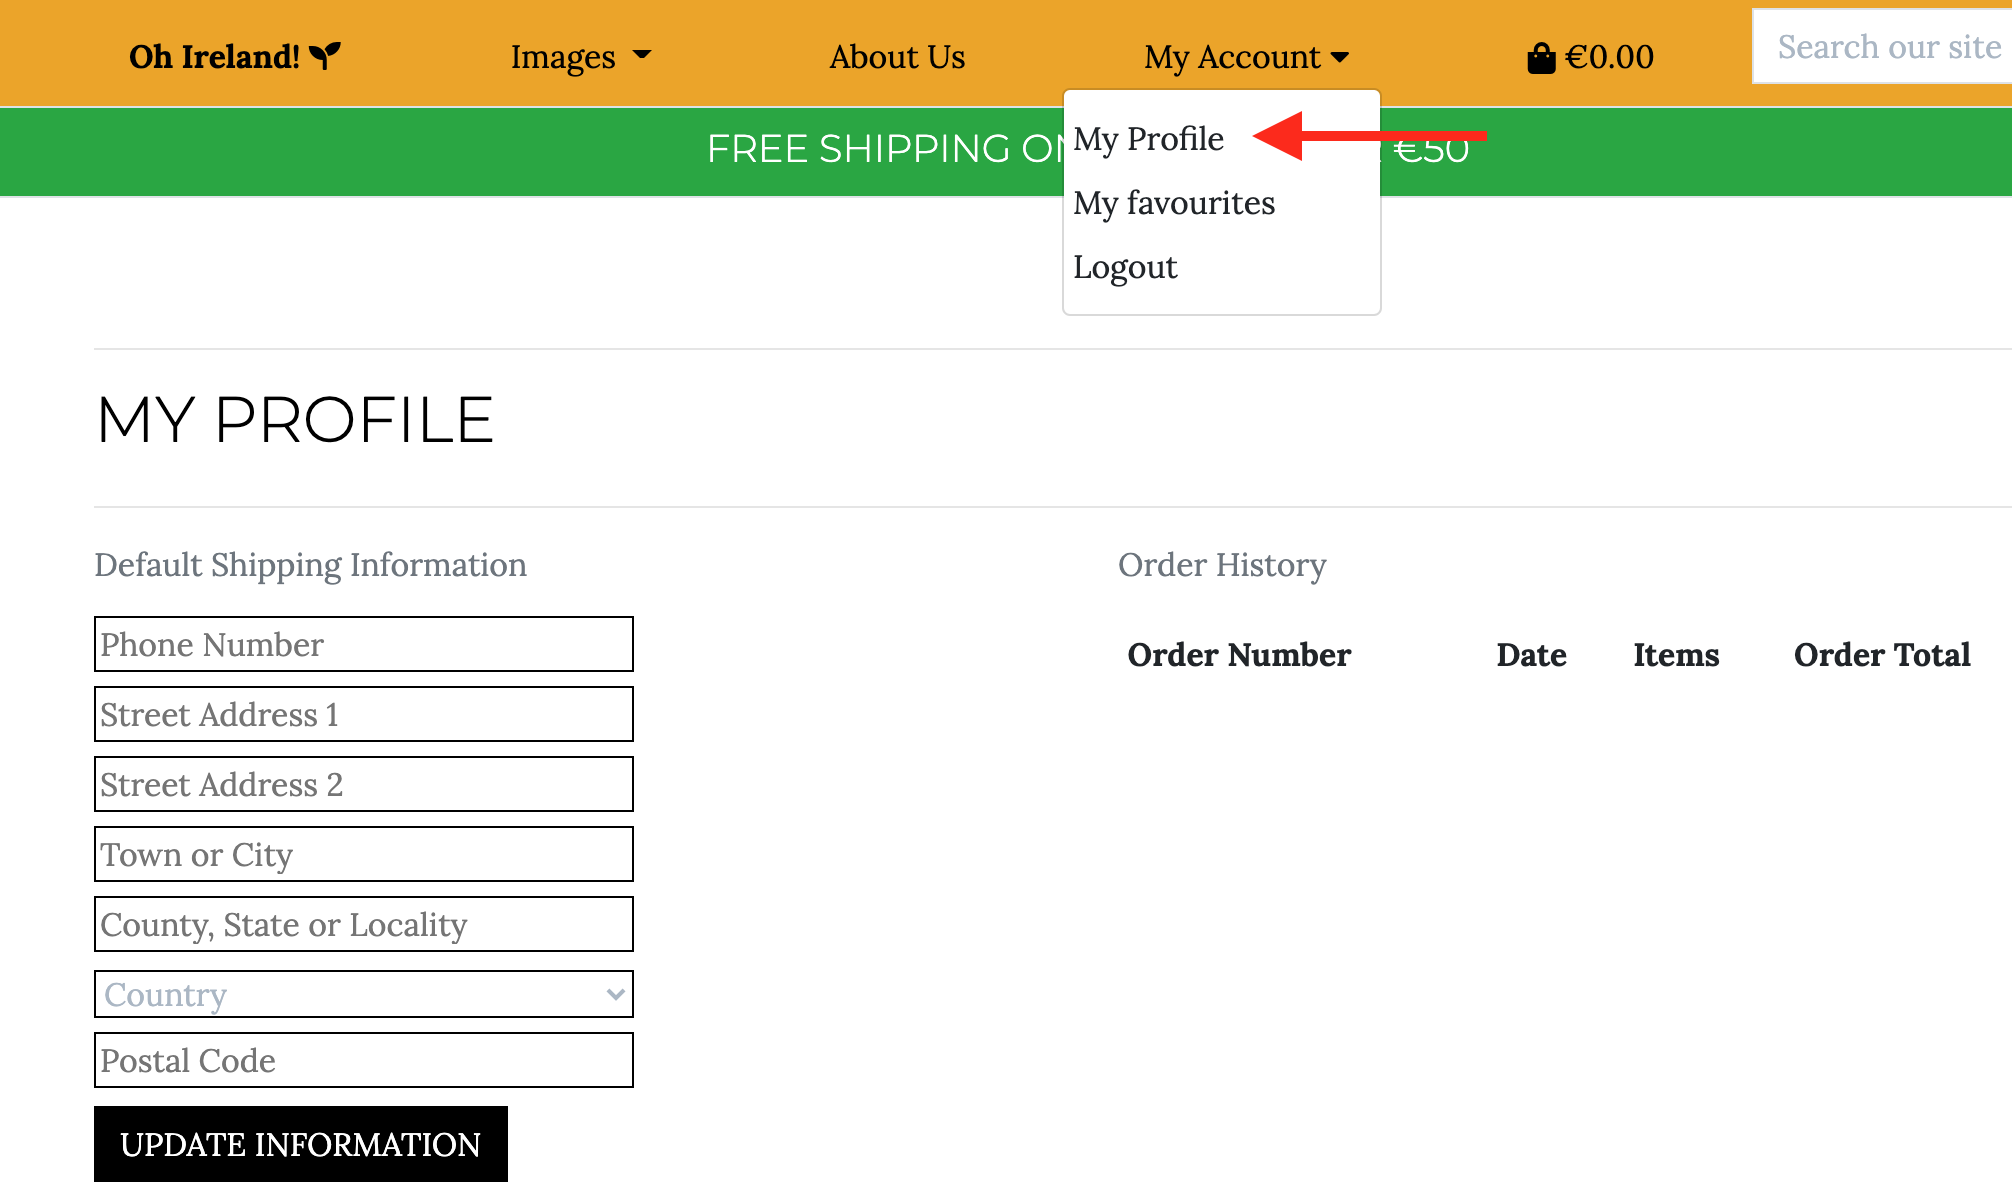 Oh Ireland!
Images
About Us
My Account
€0.00
Search our site
FREE SHIPPING ON €50
My Profile
My favourites
Logout
MY PROFILE
Default Shipping Information
Order History
Phone Number
Order Number Date Items Order Total
Street Address 1
Street Address 2
Town or City
County, State or Locality
Country
Postal Code
UPDATE INFORMATION